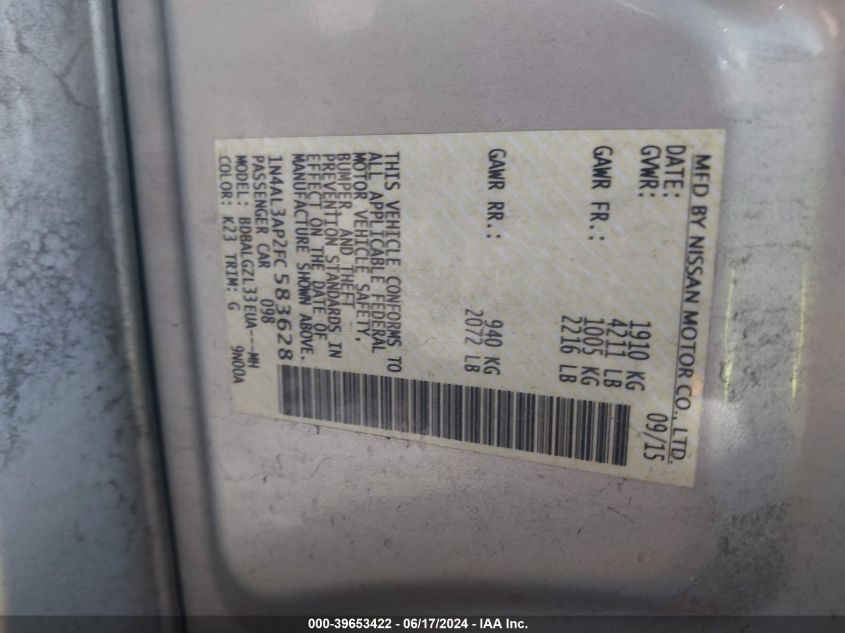 MFD BY NISSAN MOTOR CO., LTD.
DATE: 09/15
GVWR: 1910 KG
4211 LB
GAWR FR.: 1005 KG
2216 LB
GAWR RR.: 940 KG
2072 LB
THIS VEHICLE CONFORMS TO
ALL APPLICABLE FEDERAL
MOTOR VEHICLE SAFETY,
BUMPER, AND THEFT
PREVENTION STANDARDS IN
EFFECT ON THE DATE OF
MANUFACTURE SHOWN ABOVE.
1N4AL3AP2FC583628
PASSENGER CAR 098
MODEL: BDBALGZL33EUA---MH
COLOR: K23 TRIM: G 9N00A
000-39653422 - 06/17/2024 - IAA Inc.